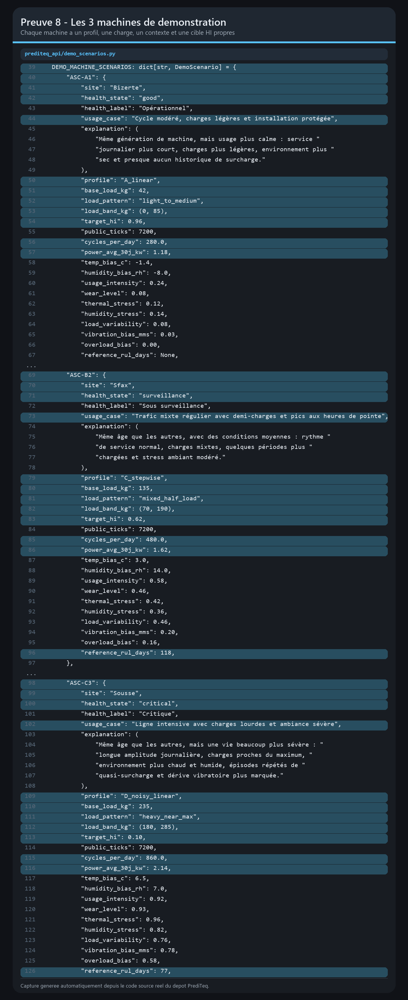 Preuve 8 - Les 3 machines de demonstration
Chaque machine a un profil, une charge, un contexte et une cible HI propres
prediteq_api/demo_scenarios.py
39 DEMO_MACHINE_SCENARIOS: dict[str, DemoScenario] = {
40 "ASC-A1": {
41 "site": "Bizerte",
42 "health_state": "good",
43 "health_label": "Opérationnel",
44 "usage_case": "Cycle modéré, charges légères et installation protégée",
45 "explanation": (
46 "Même génération de machine, mais usage plus calme : service "
47 "journalier plus court, charges plus légères, environnement plus "
48 "sec et presque aucun historique de surcharge."
49 ),
50 "profile": "A_linear",
51 "base_load_kg": 42,
52 "load_pattern": "light_to_medium",
53 "load_band_kg": (0, 85),
54 "target_hi": 0.96,
55 "public_ticks": 7200,
56 "cycles_per_day": 280.0,
57 "power_avg_30j_kw": 1.18,
58 "temp_bias_c": -1.4,
59 "humidity_bias_rh": -8.0,
60 "usage_intensity": 0.24,
61 "wear_level": 0.08,
62 "thermal_stress": 0.12,
63 "humidity_stress": 0.14,
64 "load_variability": 0.08,
65 "vibration_bias_mms": 0.03,
66 "overload_bias": 0.00,
67 "reference_rul_days": None,
...
69 "ASC-B2": {
70 "site": "Sfax",
71 "health_state": "surveillance",
72 "health_label": "Sous surveillance",
73 "usage_case": "Trafic mixte régulier avec demi-charges et pics aux heures de pointe",
74 "explanation": (
75 "Même âge que les autres, avec des conditions moyennes : rythme "
76 "de service normal, charges mixtes, quelques périodes plus "
77 "chargées et stress ambiant modéré."
78 ),
79 "profile": "C_stepwise",
80 "base_load_kg": 135,
81 "load_pattern": "mixed_half_load",
82 "load_band_kg": (70, 190),
83 "target_hi": 0.62,
84 "public_ticks": 7200,
85 "cycles_per_day": 480.0,
86 "power_avg_30j_kw": 1.62,
87 "temp_bias_c": 3.0,
88 "humidity_bias_rh": 14.0,
89 "usage_intensity": 0.58,
90 "wear_level": 0.46,
91 "thermal_stress": 0.42,
92 "humidity_stress": 0.36,
93 "load_variability": 0.46,
94 "vibration_bias_mms": 0.20,
95 "overload_bias": 0.16,
96 "reference_rul_days": 118,
97 },
...
98 "ASC-C3": {
99 "site": "Sousse",
100 "health_state": "critical",
101 "health_label": "Critique",
102 "usage_case": "Ligne intensive avec charges lourdes et ambiance sévère",
103 "explanation": (
104 "Même âge que les autres, mais une vie beaucoup plus sévère : "
105 "longue amplitude journalière, charges proches du maximum, "
106 "environnement plus chaud et humide, épisodes répétés de "
107 "quasi-surcharge et dérive vibratoire plus marquée."
108 ),
109 "profile": "D_noisy_linear",
110 "base_load_kg": 235,
111 "load_pattern": "heavy_near_max",
112 "load_band_kg": (180, 285),
113 "target_hi": 0.10,
114 "public_ticks": 7200,
115 "cycles_per_day": 860.0,
116 "power_avg_30j_kw": 2.14,
117 "temp_bias_c": 6.5,
118 "humidity_bias_rh": 7.0,
119 "usage_intensity": 0.92,
120 "wear_level": 0.93,
121 "thermal_stress": 0.96,
122 "humidity_stress": 0.82,
123 "load_variability": 0.76,
124 "vibration_bias_mms": 0.78,
125 "overload_bias": 0.58,
126 "reference_rul_days": 77,
Capture generee automatiquement depuis le code source reel du depot PrediTeq.